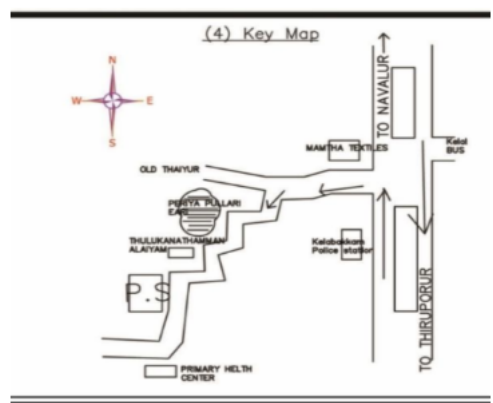 (4) Key Map
N
W
E
S
TO NAVALUR
MAMTHA TEXTILES
BUS
OLD THAIYUR
PERIYA PULLARI
EARI
THULUKANATHAMMAN
ALAIYAM
Kelabakkam
Police station
P.S
TO THIRUPORUR
PRIMARY HELTH
CENTER